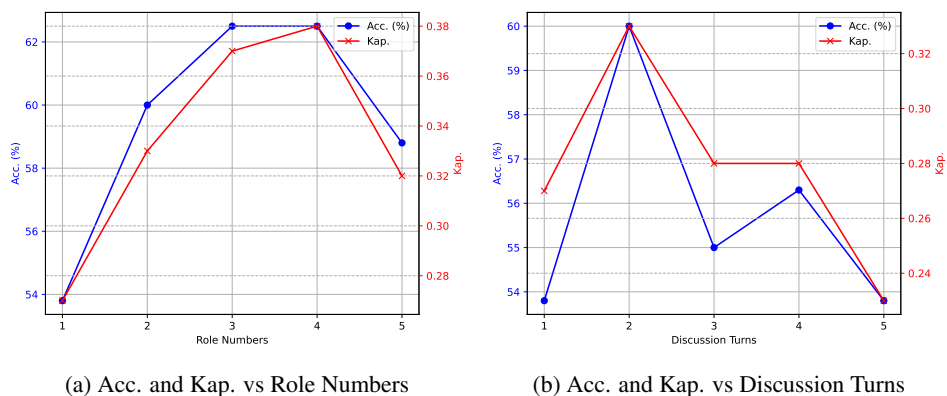 Acc. (%)
Kap.
62
60
58
56
54
Acc. (%)
0.38
0.36
0.34
0.32
0.30
0.28
Kap.
1 2 3 4 5
Role Numbers
(a) Acc. and Kap. vs Role Numbers
Acc. (%)
Kap.
60
59
58
57
56
55
54
Acc. (%)
0.32
0.30
0.28
0.26
0.24
Kap.
1 2 3 4 5
Discussion Turns
(b) Acc. and Kap. vs Discussion Turns